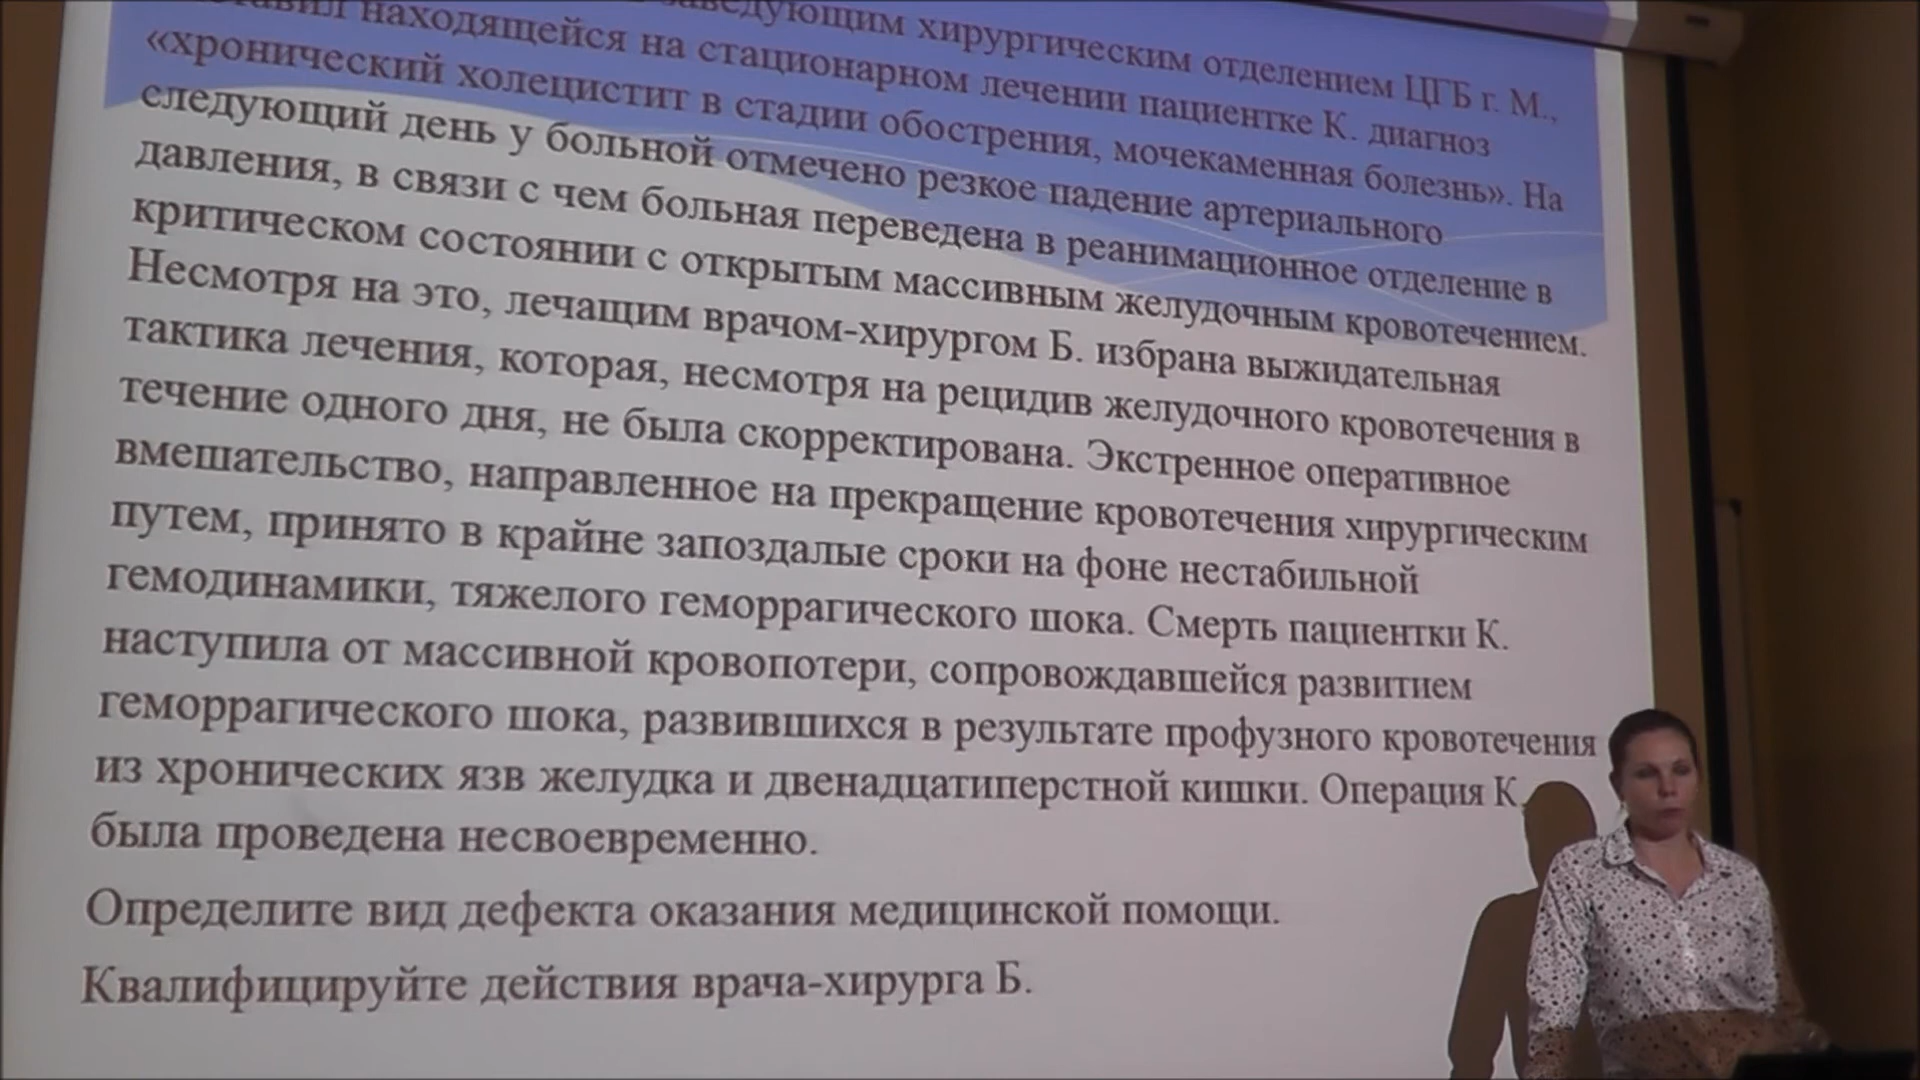 заведующим хирургическим отделением ЦГБ г. М.,
находящейся на стационарном лечении пациентке К. диагноз
«хронический холецистит в стадии обострения, мочекаменная болезнь». На
следующий день у больной отмечено резкое падение артериального
давления, в связи с чем больная переведена в реанимационное отделение в
критическом состоянии с открытым массивным желудочным кровотечением.
Несмотря на это, лечащим врачом-хирургом Б. избрана выжидательная
тактика лечения, которая, несмотря на рецидив желудочного кровотечения в
течение одного дня, не была скорректирована. Экстренное оперативное
вмешательство, направленное на прекращение кровотечения хирургическим
путем, принято в крайне запоздалые сроки на фоне нестабильной
гемодинамики, тяжелого геморрагического шока. Смерть пациентки К.
наступила от массивной кровопотери, сопровождавшейся развитием
геморрагического шока, развившихся в результате профузного кровотечения
из хронических язв желудка и двенадцатиперстной кишки. Операция К.
была проведена несвоевременно.
Определите вид дефекта оказания медицинской помощи.
Квалифицируйте действия врача-хирурга Б.